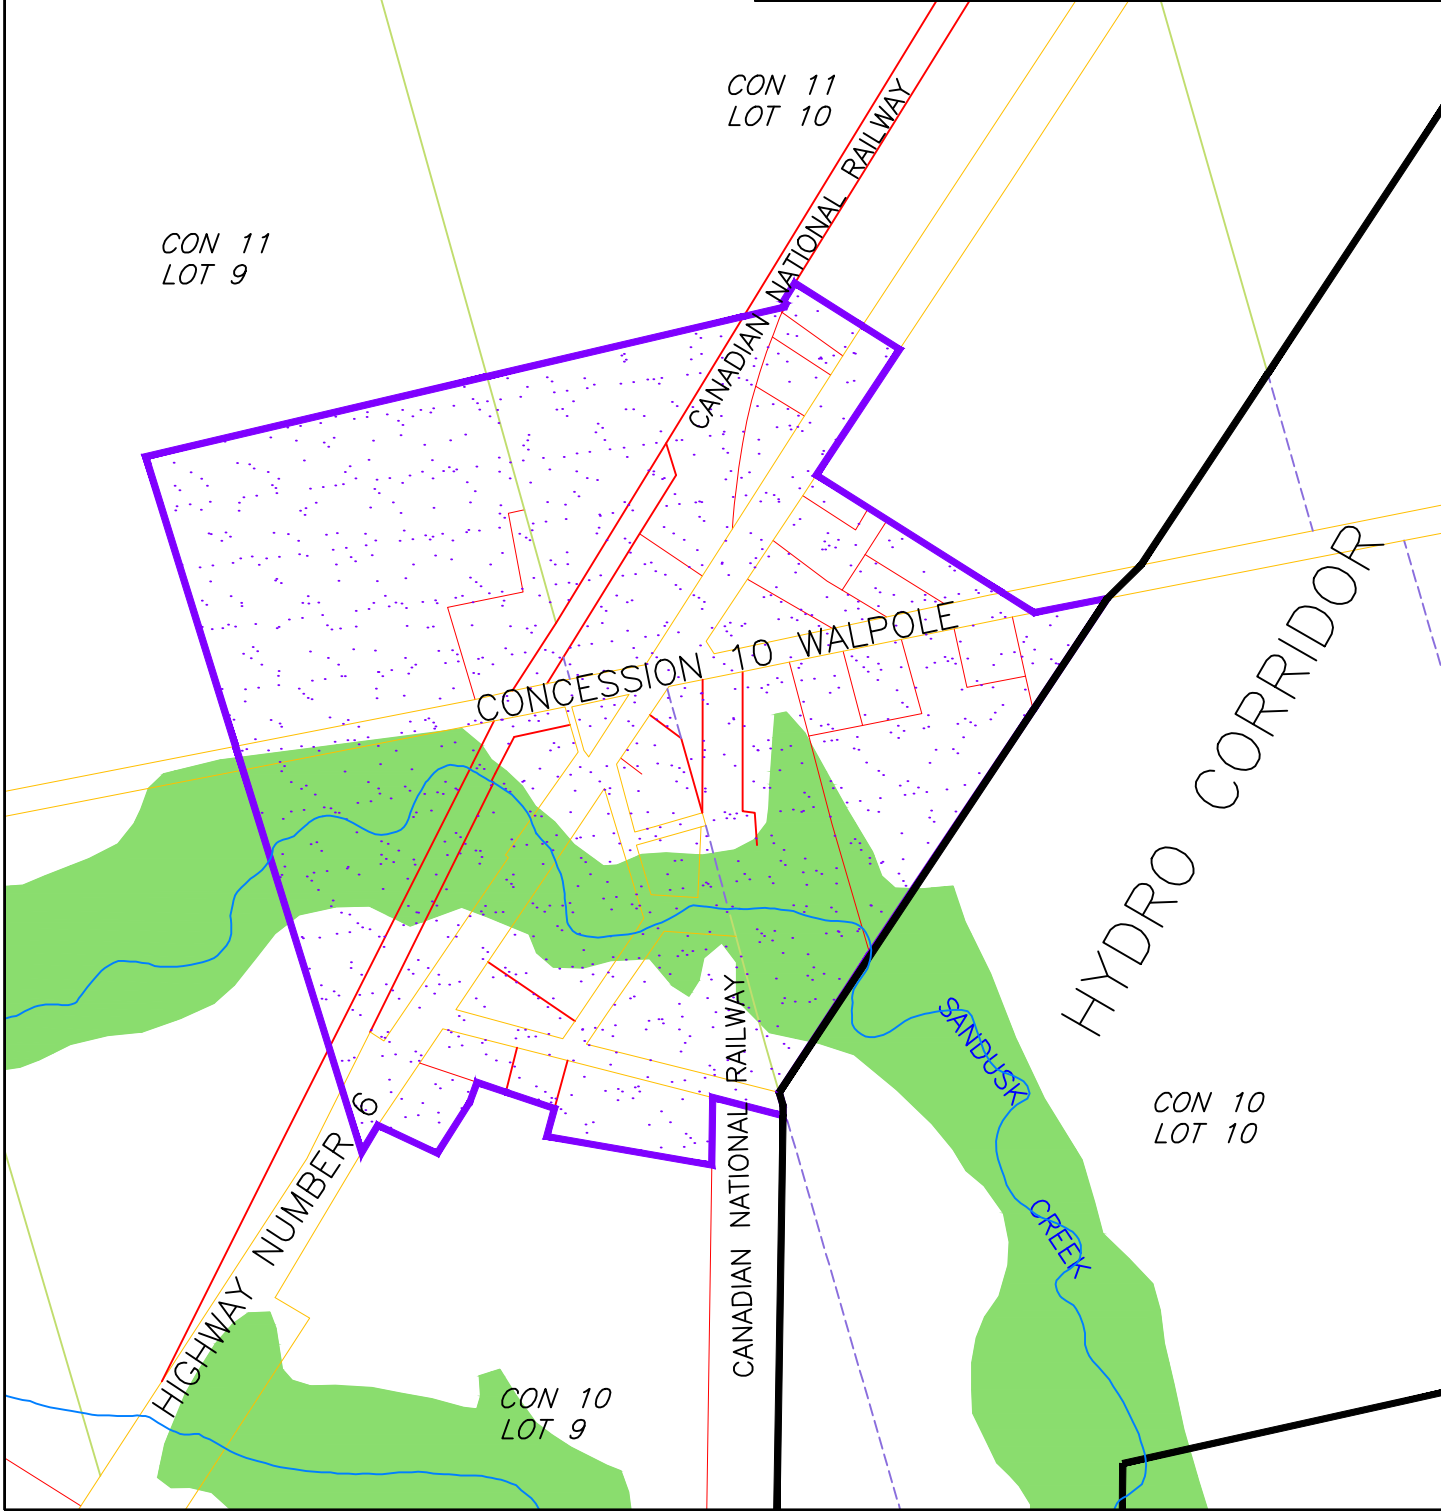 CON 11
LOT 10
CANADIAN NATIONAL RAILWAY
CON 11
LOT 9
CONCESSION 10 WALPOLE
HYDRO CORRIDOR
SANDUSK
CREEK
CANADIAN NATIONAL RAILWAY
CON 10
LOT 10
HIGHWAY NUMBER 6
CON 10
LOT 9